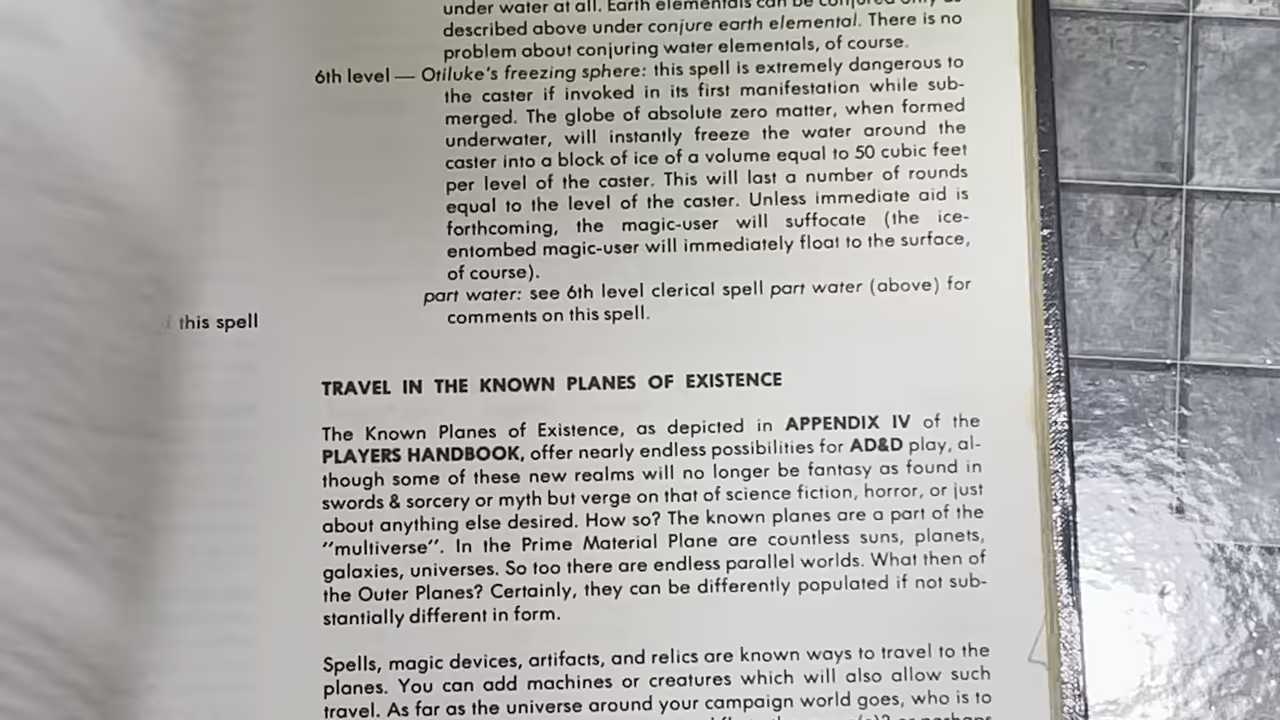 under water at all. Earth elementals can be conjured only as
described above under conjure earth elemental. There is no
problem about conjuring water elementals, of course.
6th level — Otiluke's freezing sphere: this spell is extremely dangerous to
the caster if invoked in its first manifestation while sub-
merged. The globe of absolute zero matter, when formed
underwater, will instantly freeze the water around the
caster into a block of ice of a volume equal to 50 cubic feet
per level of the caster. This will last a number of rounds
equal to the level of the caster. Unless immediate aid is
forthcoming, the magic-user will suffocate (the ice-
entombed magic-user will immediately float to the surface,
of course).
part water: see 6th level clerical spell part water (above) for
comments on this spell.
this spell
TRAVEL IN THE KNOWN PLANES OF EXISTENCE
The Known Planes of Existence, as depicted in APPENDIX IV of the
PLAYERS HANDBOOK, offer nearly endless possibilities for AD&D play, al-
though some of these new realms will no longer be fantasy as found in
swords & sorcery or myth but verge on that of science fiction, horror, or just
about anything else desired. How so? The known planes are a part of the
"multiverse". In the Prime Material Plane are countless suns, planets,
galaxies, universes. So too there are endless parallel worlds. What then of
the Outer Planes? Certainly, they can be differently populated if not sub-
stantially different in form.
Spells, magic devices, artifacts, and relics are known ways to travel to the
planes. You can add machines or creatures which will also allow such
travel. As far as the universe around your campaign world goes, who is to